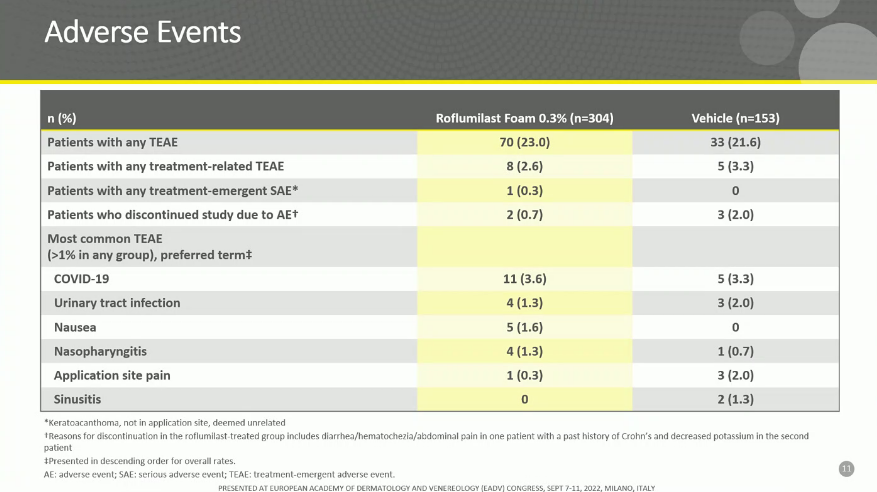 Adverse Events
n (%) Roflumilast Foam 0.3% (n=304) Vehicle (n=153)
Patients with any TEAE 70 (23.0) 33 (21.6)
Patients with any treatment-related TEAE 8 (2.6) 5 (3.3)
Patients with any treatment-emergent SAE* 1 (0.3) 0
Patients who discontinued study due to AE† 2 (0.7) 3 (2.0)
Most common TEAE
(>1% in any group), preferred term‡
COVID-19 11 (3.6) 5 (3.3)
Urinary tract infection 4 (1.3) 3 (2.0)
Nausea 5 (1.6) 0
Nasopharyngitis 4 (1.3) 1 (0.7)
Application site pain 1 (0.3) 3 (2.0)
Sinusitis 0 2 (1.3)
*Keratoacanthoma, not in application site, deemed unrelated
†Reasons for discontinuation in the roflumilast-treated group includes diarrhea/hematochezia/abdominal pain in one patient with a past history of Crohn's and decreased potassium in the second
patient
‡Presented in descending order for overall rates.
AE: adverse event; SAE: serious adverse event; TEAE: treatment-emergent adverse event.
11
PRESENTED AT EUROPEAN ACADEMY OF DERMATOLOGY AND VENEREOLOGY (EADV) CONGRESS, SEPT 7-11, 2022, MILANO, ITALY